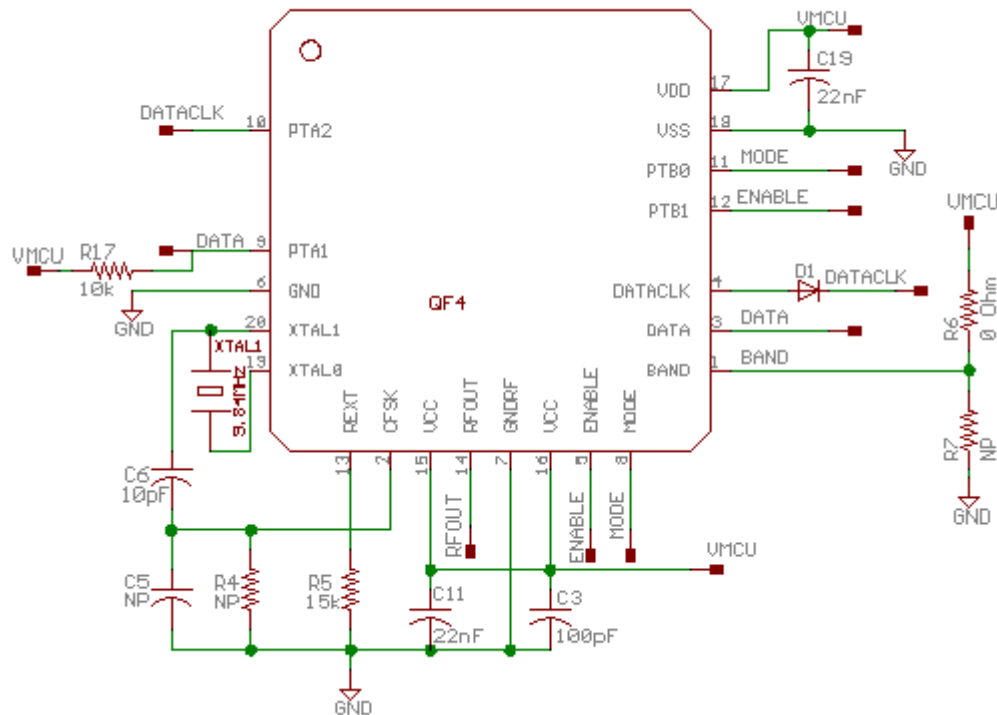 VMCU
C19
22nF
17
VDD
DATACLK
10
PTA2
VSS
18
GND
PTB0
11
MODE
PTB1
12
ENABLE
VMCU
R17
10k
DATA
9
PTA1
VMCU
GND
6
GND
QF4
DATACLK
4
D1
DATACLK
R6
0 Ohm
XTAL1
20
XTAL1
DATA
3
DATA
9.84MHz
13
XTAL0
BAND
1
BAND
REXT
CFSK
VCC
RFOUT
GNDRF
VCC
ENABLE
MODE
13
2
15
14
7
16
5
8
R7
NP
GND
C6
10pF
RFOUT
ENABLE
MODE
VMCU
C5
NP
R4
NP
R5
15k
C11
22nF
C3
100pF
GND